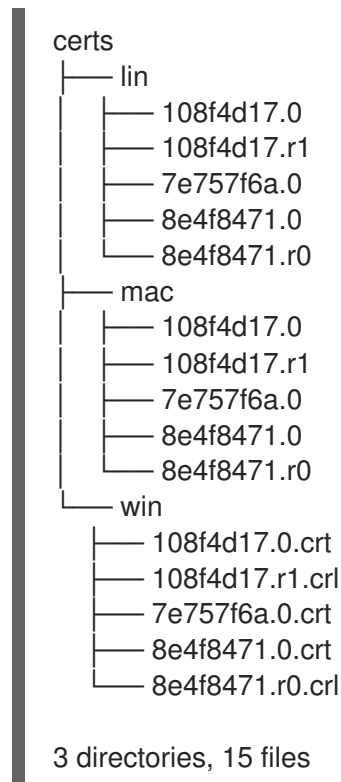 certs
├── lin
│   ├── 108f4d17.0
│   ├── 108f4d17.r1
│   ├── 7e757f6a.0
│   ├── 8e4f8471.0
│   └── 8e4f8471.r0
├── mac
│   ├── 108f4d17.0
│   ├── 108f4d17.r1
│   ├── 7e757f6a.0
│   ├── 8e4f8471.0
│   └── 8e4f8471.r0
└── win
    ├── 108f4d17.0.crt
    ├── 108f4d17.r1.crl
    ├── 7e757f6a.0.crt
    ├── 8e4f8471.0.crt
    └── 8e4f8471.r0.crl
3 directories, 15 files